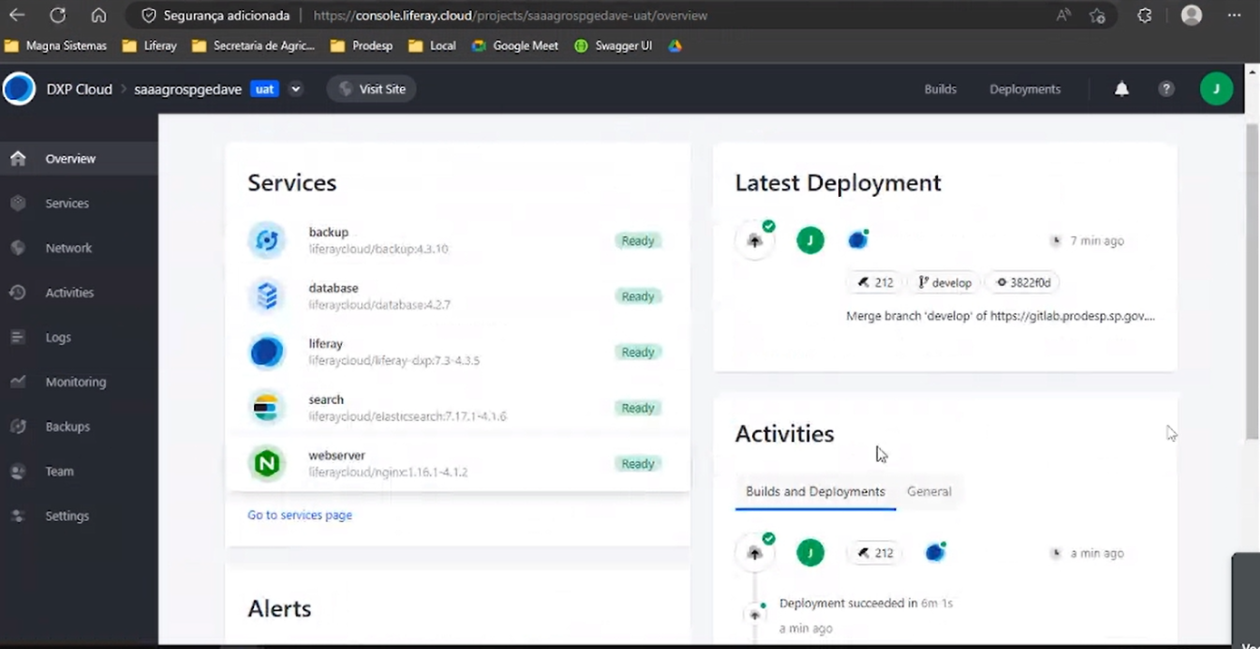 Segurança adicionada | https://console.liferay.cloud/projects/saaagrospgedave-uat/overview
Magna Sistemas Liferay Secretaria de Agric... Prodesp Local Google Meet Swagger UI
DXP Cloud > saaagrospgedave uat Visit Site Builds Deployments J
Overview
Services
Network
Activities
Logs
Monitoring
Backups
Team
Settings
Services
backup
liferaycloud/backup:4.3.10
Ready
database
liferaycloud/database:4.2.7
Ready
liferay
liferaycloud/liferay-dxp:7.3-4.3.5
Ready
search
liferaycloud/elasticsearch:7.17.1-4.1.6
Ready
webserver
liferaycloud/nginx:1.16.1-4.1.2
Ready
Go to services page
Alerts
Latest Deployment
J 7 min ago
212 develop 3822f0d
Merge branch 'develop' of https://gitlab.prodesp.sp.gov....
Activities
Builds and Deployments General
J 212 a min ago
Deployment succeeded in 6m 1s
a min ago